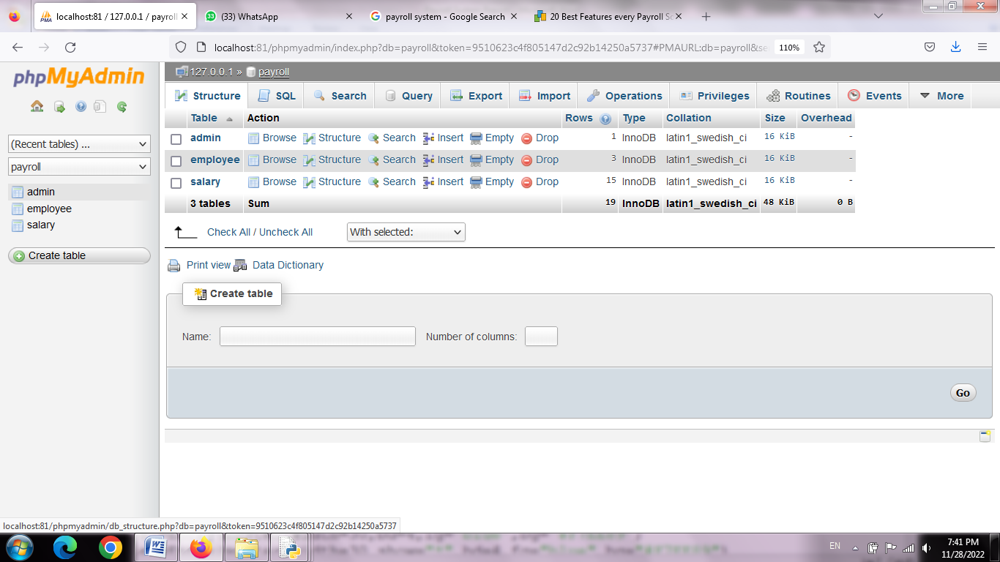 localhost:81 / 127.0.0.1 / payroll
(33) WhatsApp
payroll system - Google Search
20 Best Features every Payroll So
localhost:81/phpmyadmin/index.php?db=payroll&token=9510623c4f805147d2c92b14250a5737#PMAURL:db=payroll&se
110%
phpMyAdmin
(Recent tables) ...
payroll
admin
employee
salary
Create table
127.0.0.1 » payroll
Structure SQL Search Query Export Import Operations Privileges Routines Events More
Table Action Rows Type Collation Size Overhead
admin Browse Structure Search Insert Empty Drop 1 InnoDB latin1_swedish_ci 16 KiB -
employee Browse Structure Search Insert Empty Drop 3 InnoDB latin1_swedish_ci 16 KiB -
salary Browse Structure Search Insert Empty Drop 15 InnoDB latin1_swedish_ci 16 KiB -
3 tables Sum 19 InnoDB latin1_swedish_ci 48 KiB 0 B
Check All / Uncheck All With selected:
Print view Data Dictionary
Create table
Name: Number of columns:
Go
localhost:81/phpmyadmin/db_structure.php?db=payroll&token=9510623c4f805147d2c92b14250a5737
EN
7:41 PM
11/28/2022